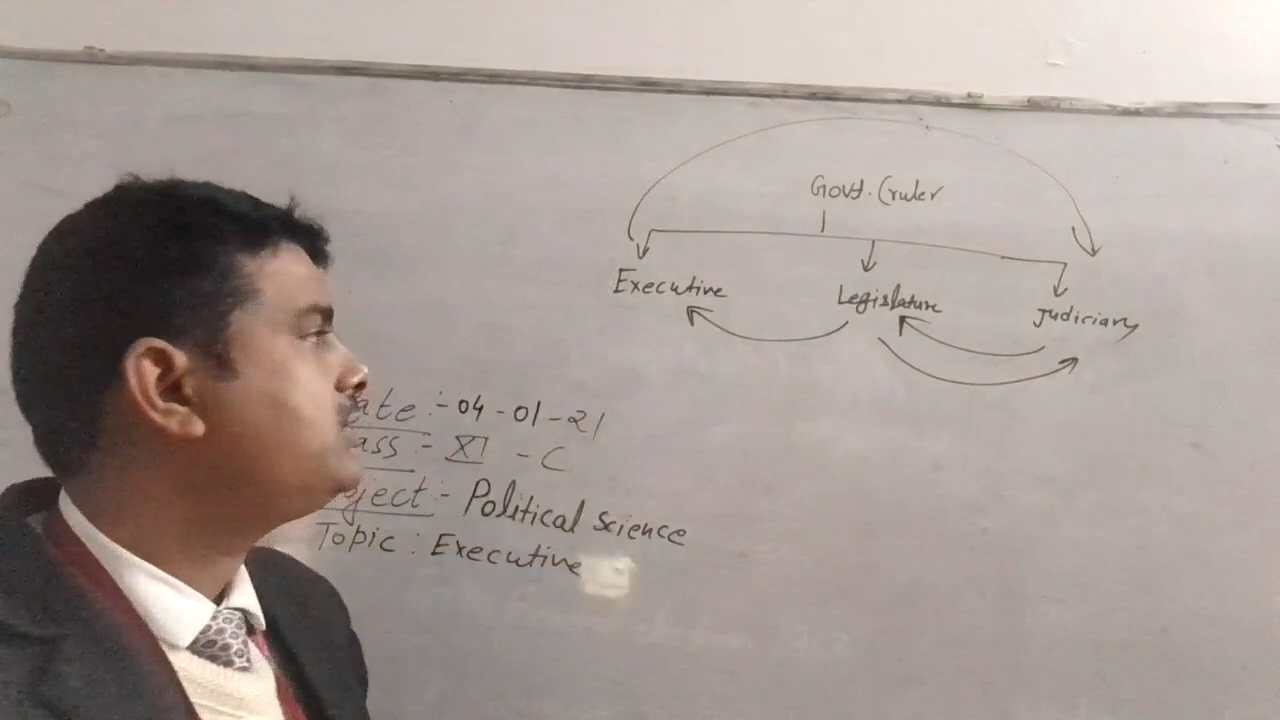 Govt. (ruler
Executive
Legislature
Judiciary
ate :- 04-01-21
ass :- XI - C
ject :- Political science
Topic : Executive